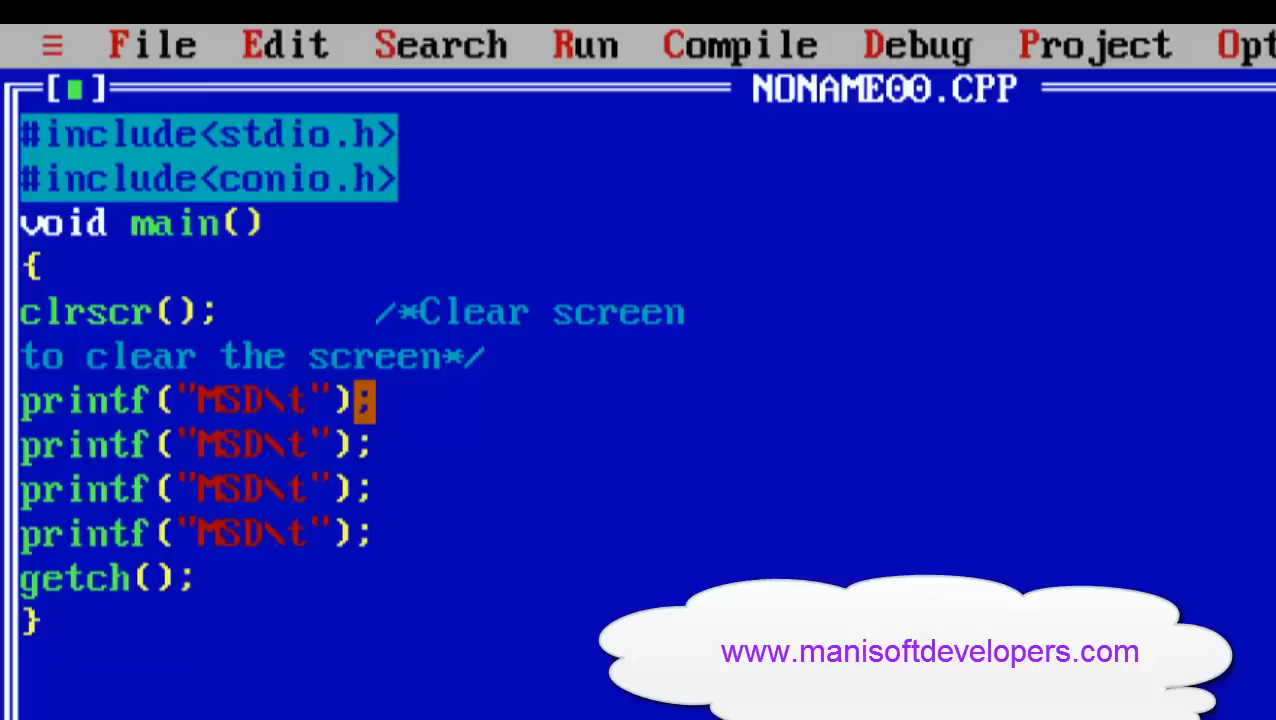 ≡ File Edit Search Run Compile Debug Project Opt
[■] NONAME00.CPP
#include<stdio.h>
#include<conio.h>
void main()
{
clrscr(); /*Clear screen
to clear the screen*/
printf("MSD\t");
printf("MSD\t");
printf("MSD\t");
printf("MSD\t");
getch();
}
www.manisoftdevelopers.com